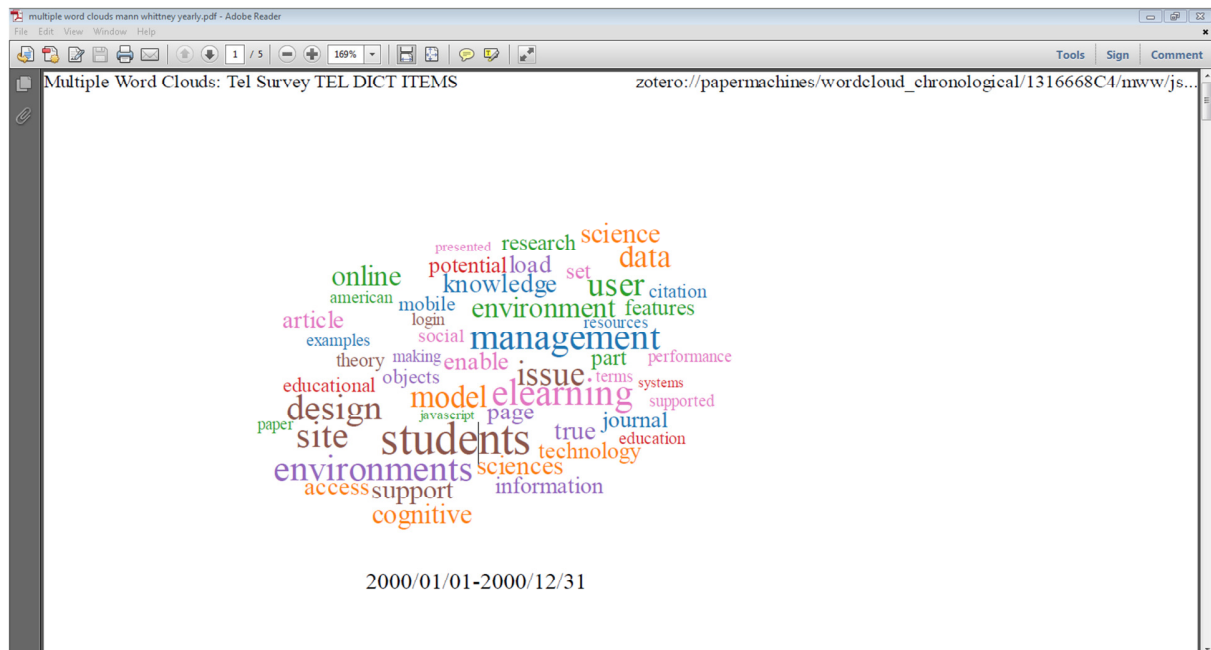 multiple word clouds mann whittney yearly.pdf - Adobe Reader
File Edit View Window Help
1 / 5 169% Tools Sign Comment
Multiple Word Clouds: Tel Survey TEL DICT ITEMS zotero://papermachines/wordcloud_chronological/1316668C4/mww/js...
science
presented research
data
potential load set
online knowledge user citation
american mobile environment features
article login resources
examples social management
theory making enable part performance
educational objects issue terms systems
model elearning supported
design javascript page journal
paper site students true education
technology
environments sciences
access support information
cognitive
2000/01/01-2000/12/31